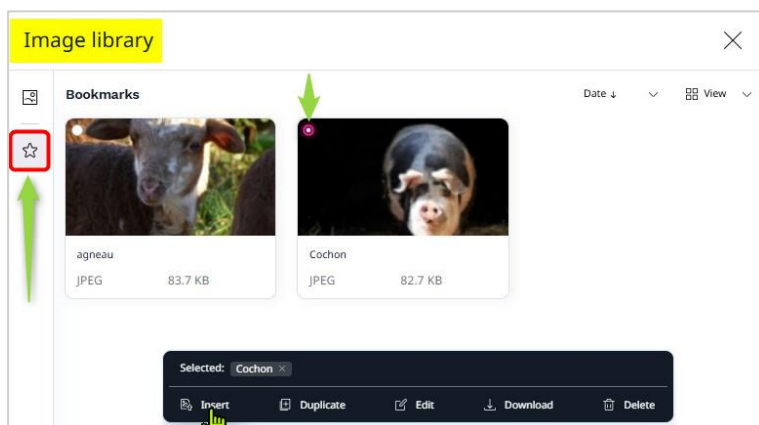 Image library
Bookmarks
Date ↓
View
agneau
JPEG 83.7 KB
Cochon
JPEG 82.7 KB
Selected: Cochon ×
Insert Duplicate Edit Download Delete